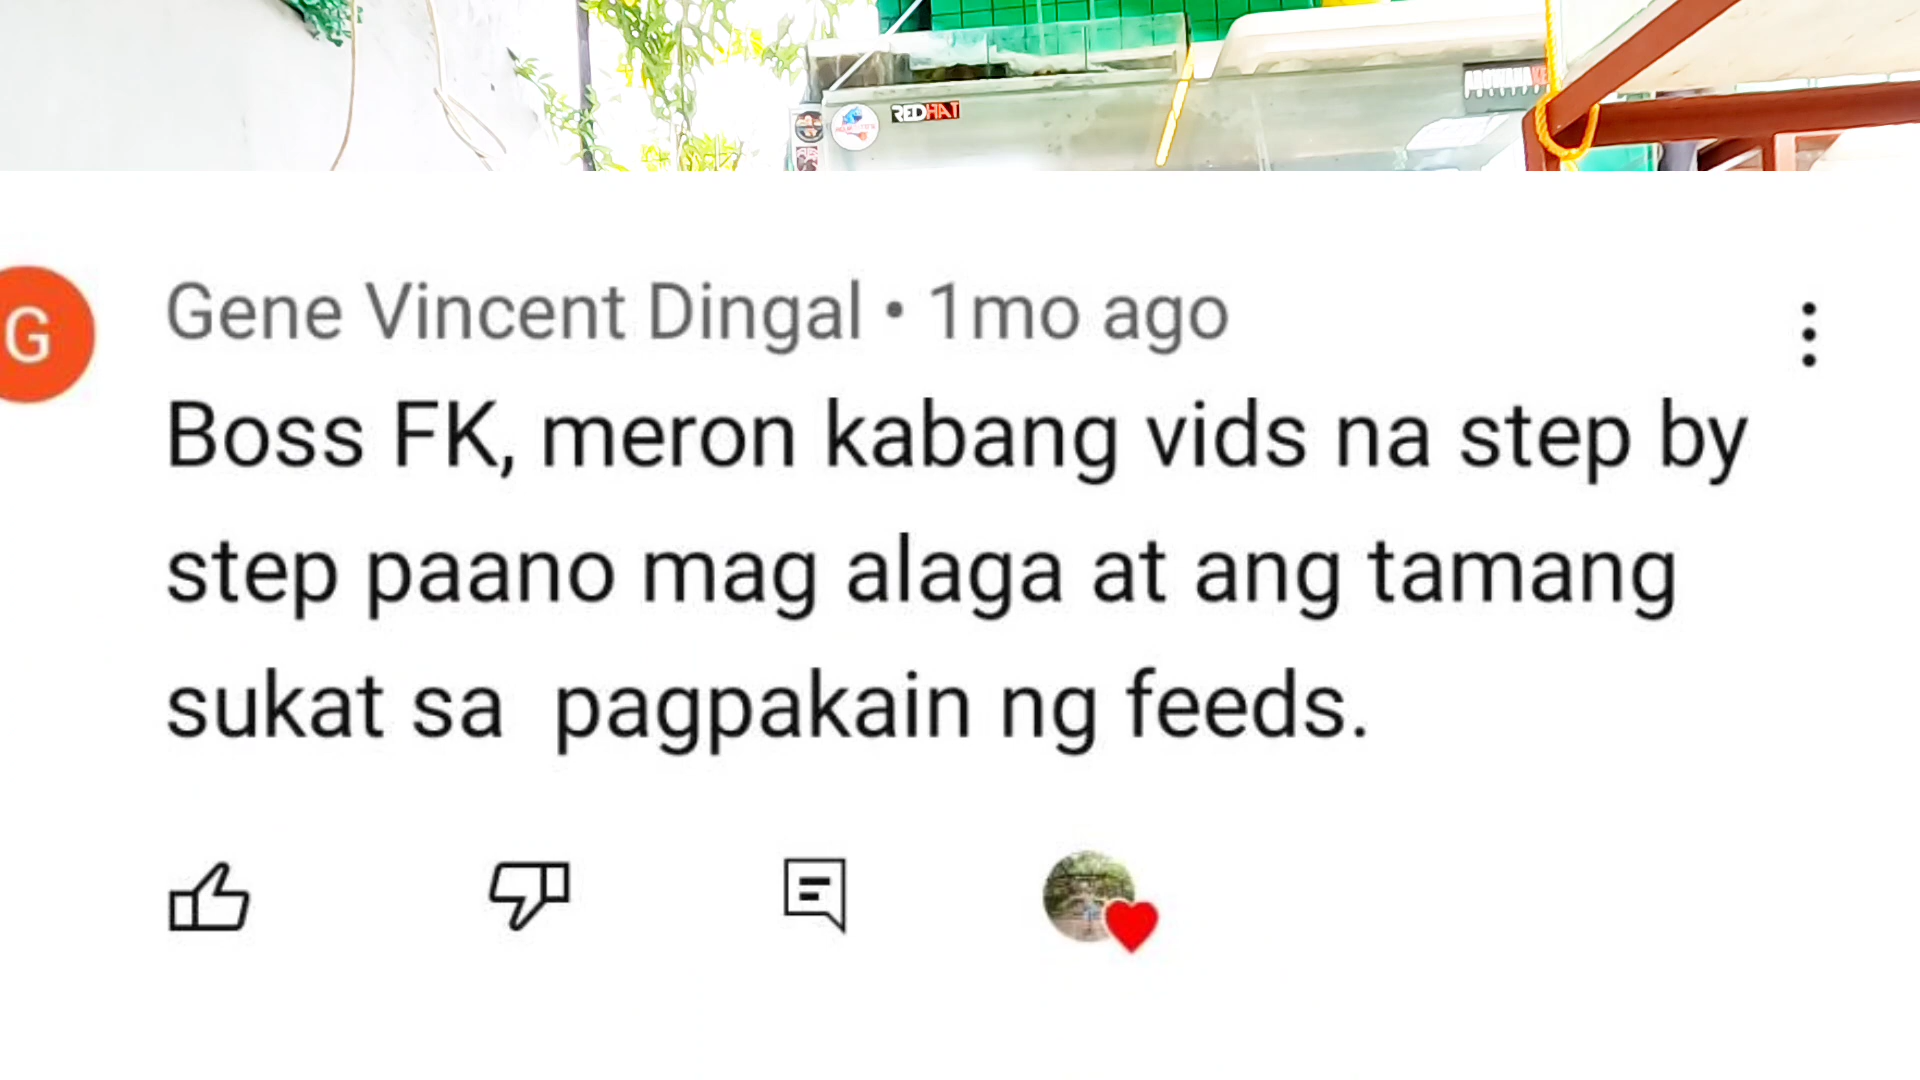 REDHAT
G
Gene Vincent Dingal • 1mo ago
Boss FK, meron kabang vids na step by
step paano mag alaga at ang tamang
sukat sa pagpakain ng feeds.